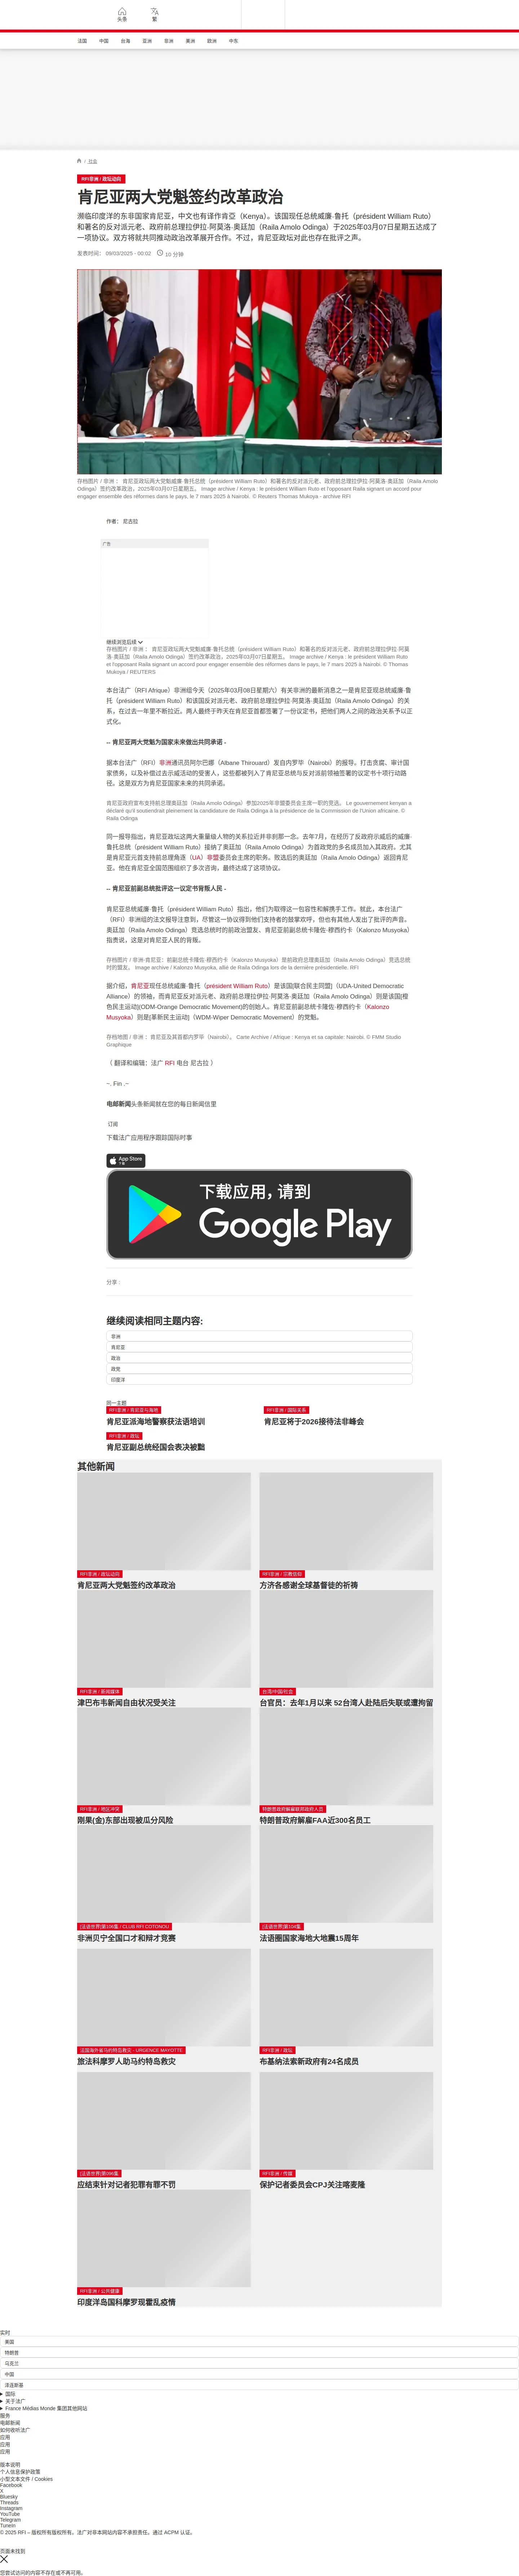 头条
繁
法国
中国
台海
亚洲
非洲
美洲
欧洲
中东
/ 社会
RFI非洲 / 政坛动向
肯尼亚两大党魁签约改革政治
濒临印度洋的东非国家肯尼亚，中文也有译作肯亞（Kenya）。该国现任总统威廉·鲁托（président William Ruto）和著名的反对派元老、政府前总理拉伊拉·阿莫洛·奥廷加（Raila Amolo Odinga）于2025年03月07日星期五达成了一项协议。双方将就共同推动政治改革展开合作。不过，肯尼亚政坛对此也存在批评之声。
发表时间： 09/03/2025 - 00:02
10 分钟
存档图片 / 非洲 ： 肯尼亚政坛两大党魁威廉·鲁托总统（président William Ruto）和著名的反对派元老、政府前总理拉伊拉·阿莫洛·奥廷加（Raila Amolo Odinga）签约改革政治，2025年03月07日星期五。 Image archive / Kenya : le président William Ruto et l'opposant Raila signant un accord pour engager ensemble des réformes dans le pays, le 7 mars 2025 à Nairobi. © Reuters Thomas Mukoya - archive RFI
作者： 尼古拉
广告
继续浏览后续
存档图片 / 非洲 ： 肯尼亚政坛两大党魁威廉·鲁托总统（président William Ruto）和著名的反对派元老、政府前总理拉伊拉·阿莫洛·奥廷加（Raila Amolo Odinga）签约改革政治，2025年03月07日星期五。 Image archive / Kenya : le président William Ruto et l'opposant Raila signant un accord pour engager ensemble des réformes dans le pays, le 7 mars 2025 à Nairobi. © Thomas Mukoya / REUTERS
本台法广（RFI Afrique）非洲组今天（2025年03月08日星期六）有关非洲的最新消息之一是肯尼亚现总统威廉·鲁托（président William Ruto）和该国反对派元老、政府前总理拉伊拉·阿莫洛·奥廷加（Raila Amolo Odinga）的关系，在过去一年里不断拉近。两人最终于昨天在肯尼亚首都签署了一份议定书。把他们两人之间的政治关系予以正式化。
-- 肯尼亚两大党魁为国家未来做出共同承诺 -
据本台法广（RFI）非洲通讯员阿尔巴娜（Albane Thirouard）发自内罗毕（Nairobi）的报导。打击贪腐、审计国家债务，以及补偿过去示威活动的受害人，这些都被列入了肯尼亚总统与反对派前领袖签署的议定书十项行动路径。这是双方为肯尼亚国家未来的共同承诺。
肯尼亚政府宣布支持前总理奥廷加（Raila Amolo Odinga）参加2025年非盟委员会主席一职的竞选。 Le gouvernement kenyan a déclaré qu'il soutiendrait pleinement la candidature de Raila Odinga à la présidence de la Commission de l'Union africaine. © Raila Odinga
同一报导指出，肯尼亚政坛这两大重量级人物的关系拉近并非刹那一念。去年7月，在经历了反政府示威后的威廉·鲁托总统（président William Ruto）接纳了奥廷加（Raila Amolo Odinga）为首政党的多名成员加入其政府。尤其是肯尼亚元首支持前总理角逐（UA）非盟委员会主席的职务。败选后的奥廷加（Raila Amolo Odinga）返回肯尼亚。他在肯尼亚全国范围组织了多次咨商，最终达成了这项协议。
-- 肯尼亚前副总统批评这一议定书背叛人民 -
肯尼亚总统威廉·鲁托（président William Ruto）指出，他们为取得这一包容性和解携手工作。就此，本台法广（RFI）非洲组的法文报导注意到，尽管这一协议得到他们支持者的鼓掌欢呼，但也有其他人发出了批评的声音。奥廷加（Raila Amolo Odinga）竞选总统时的前政治盟友、肯尼亚前副总统卡隆佐·穆西约卡（Kalonzo Musyoka）指责说，这是对肯尼亚人民的背叛。
存档图片 / 非洲·肯尼亚：前副总统卡隆佐·穆西约卡（Kalonzo Musyoka）是前政府总理奥廷加（Raila Amolo Odinga）竞选总统时的盟友。 Image archive / Kalonzo Musyoka, allié de Raila Odinga lors de la dernière présidentielle. RFI
据介绍，肯尼亚现任总统威廉·鲁托（président William Ruto）是该国[联合民主同盟]（UDA-United Democratic Alliance）的领袖，而肯尼亚反对派元老、政府前总理拉伊拉·阿莫洛·奥廷加（Raila Amolo Odinga）则是该国[橙色民主运动](ODM-Orange Democratic Movement)的创始人。肯尼亚前副总统卡隆佐·穆西约卡（Kalonzo Musyoka）则是[革新民主运动]（WDM-Wiper Democratic Movement）的党魁。
存档地图 / 非洲 ：肯尼亚及其首都内罗毕（Nairobi）。 Carte Archive / Afrique : Kenya et sa capitale: Nairobi. © FMM Studio Graphique
（ 翻译和编辑：法广 RFI 电台 尼古拉 ）
~. Fin .~
电邮新闻头条新闻就在您的每日新闻信里
订阅
下载法广应用程序跟踪国际时事
App Store
下载应用，请到
Google Play
分享 :
继续阅读相同主题内容:
非洲
肯尼亚
政治
政党
印度洋
同一主题
RFI非洲 / 肯尼亚与海地
肯尼亚派海地警察获法语培训
RFI非洲 / 国际关系
肯尼亚将于2026接待法非峰会
RFI非洲 / 政坛
肯尼亚副总统经国会表决被黜
其他新闻
RFI非洲 / 政坛动向
肯尼亚两大党魁签约改革政治
RFI非洲 / 宗教信仰
方济各感谢全球基督徒的祈祷
RFI非洲 / 新闻媒体
津巴布韦新闻自由状况受关注
台湾/中国/社会
台官员：去年1月以来 52台湾人赴陆后失联或遭拘留
RFI非洲 / 地区冲突
刚果(金)东部出现被瓜分风险
特朗普政府解雇联邦政府人员
特朗普政府解雇FAA近300名员工
[法语世界]第106集 / CLUB RFI COTONOU
非洲贝宁全国口才和辩才竞赛
[法语世界]第104集
法语圈国家海地大地震15周年
法国海外省马约特岛救灾 - URGENCE MAYOTTE
旅法科摩罗人助马约特岛救灾
RFI非洲 / 政坛
布基纳法索新政府有24名成员
[法语世界]第096集
应结束针对记者犯罪有罪不罚
RFI非洲 / 传媒
保护记者委员会CPJ关注喀麦隆
RFI非洲 / 公共健康
印度洋岛国科摩罗现霍乱疫情
实时
美国
特朗普
乌克兰
中国
泽连斯基
国际
关于法广
France Médias Monde 集团其他网站
服务
电邮新闻
如何收听法广
应用
应用
应用
版本说明
个人信息保护政策
小型文本文件 / Cookies
Facebook
X
Bluesky
Threads
Instagram
YouTube
Telegram
TuneIn
© 2025 RFI – 版权所有版权所有。法广对非本网站内容不承担责任。通过 ACPM 认证。
页面未找到
您尝试访问的内容不存在或不再可用。